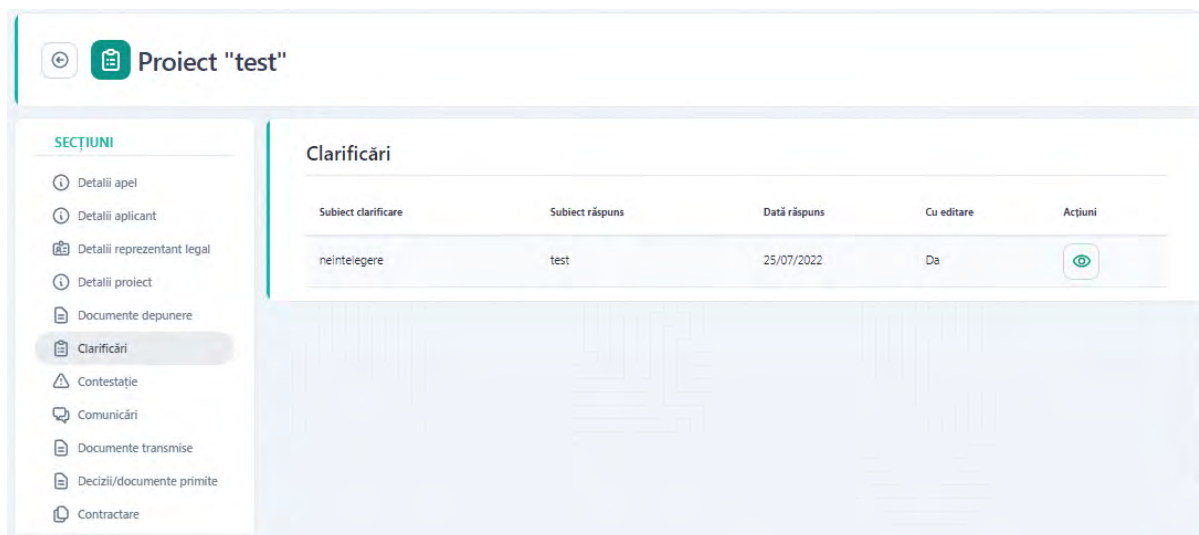 Proiect "test"
SECȚIUNI
Detalii apel
Detalii aplicant
Detalii reprezentant legal
Detalii proiect
Documente depunere
Clarificări
Contestație
Comunicări
Documente transmise
Decizii/documente primite
Contractare
Clarificări
Subiect clarificare Subiect răspuns Dată răspuns Cu editare Acțiuni
neintelegere test 25/07/2022 Da